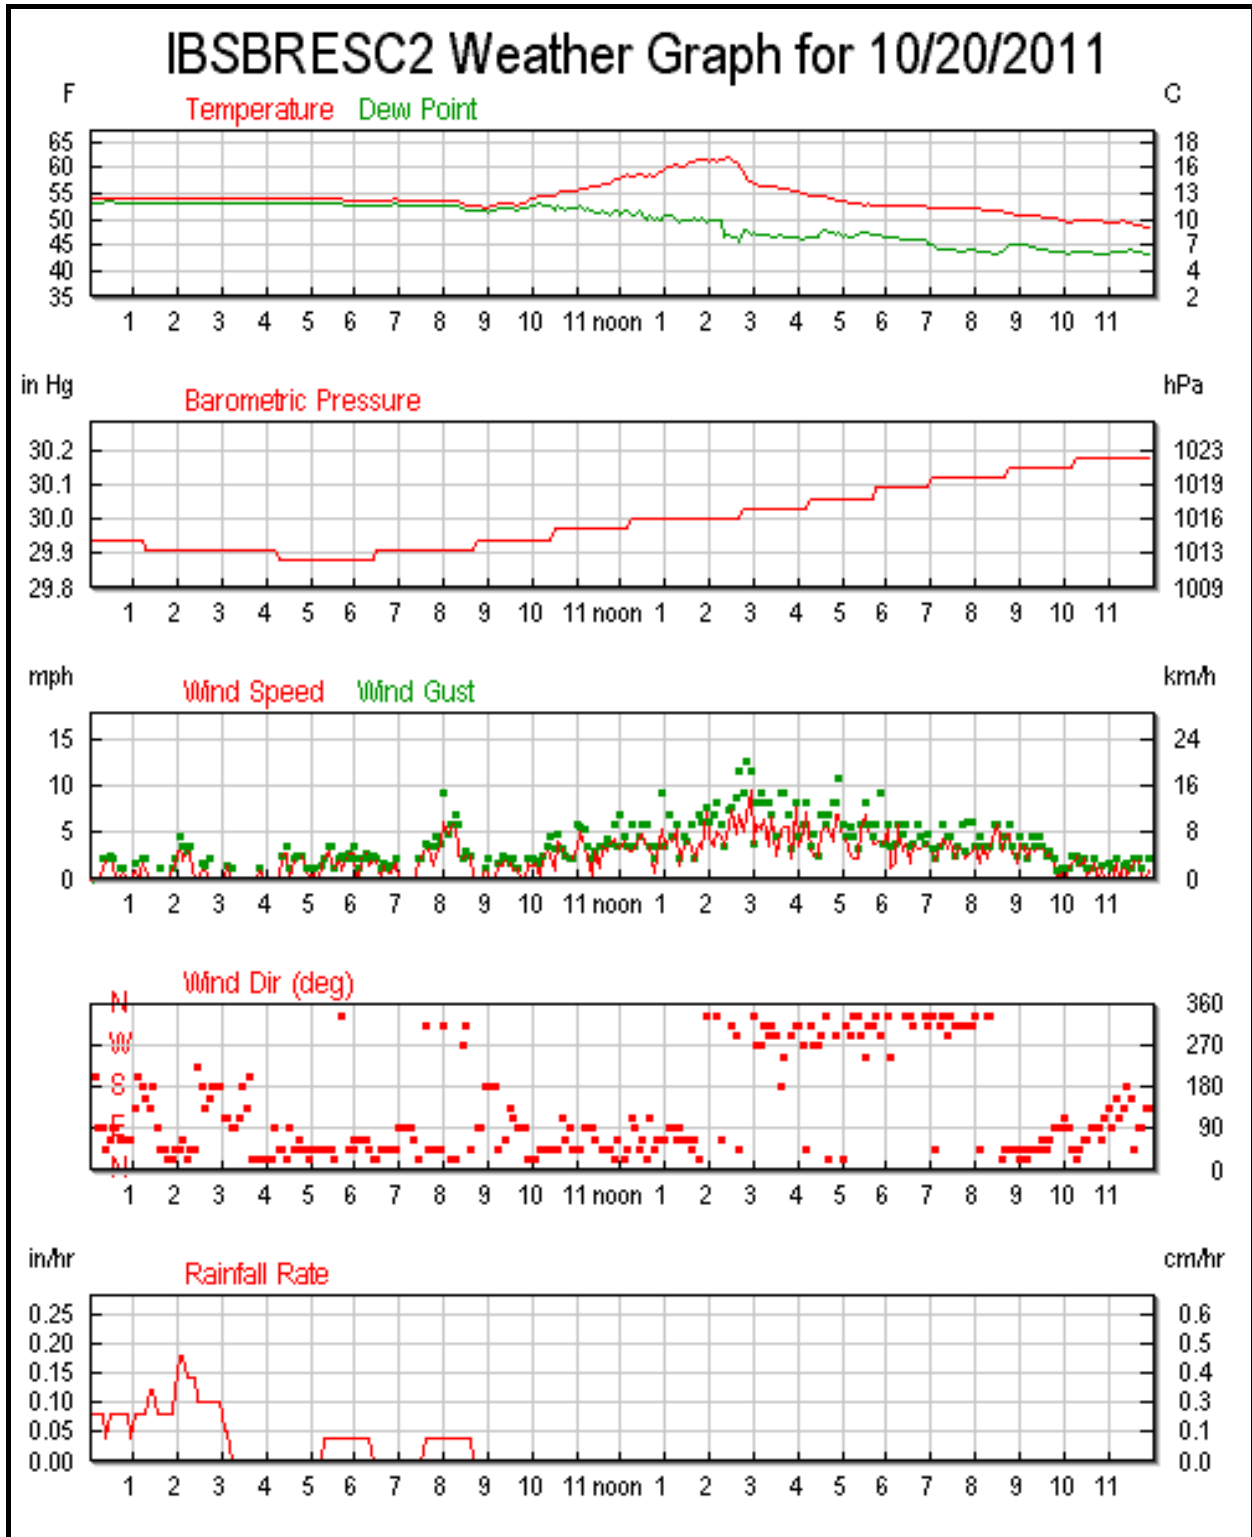 IBSBRESC2 Weather Graph for 10/20/2011
F Temperature Dew Point C
65 18
60 16
55 13
50 10
45 7
40 4
35 2
1 2 3 4 5 6 7 8 9 10 11 noon 1 2 3 4 5 6 7 8 9 10 11
in Hg Barometric Pressure hPa
30.2 1023
30.1 1019
30.0 1016
29.9 1013
29.8 1009
1 2 3 4 5 6 7 8 9 10 11 noon 1 2 3 4 5 6 7 8 9 10 11
mph Wind Speed Wind Gust km/h
15 24
10 16
5 8
0 0
1 2 3 4 5 6 7 8 9 10 11 noon 1 2 3 4 5 6 7 8 9 10 11
Wind Dir (deg)
N 360
W 270
S 180
E 90
N 0
1 2 3 4 5 6 7 8 9 10 11 noon 1 2 3 4 5 6 7 8 9 10 11
in/hr Rainfall Rate cm/hr
0.25 0.6
0.20 0.5
0.15 0.4
0.10 0.3
0.05 0.1
0.00 0.0
1 2 3 4 5 6 7 8 9 10 11 noon 1 2 3 4 5 6 7 8 9 10 11